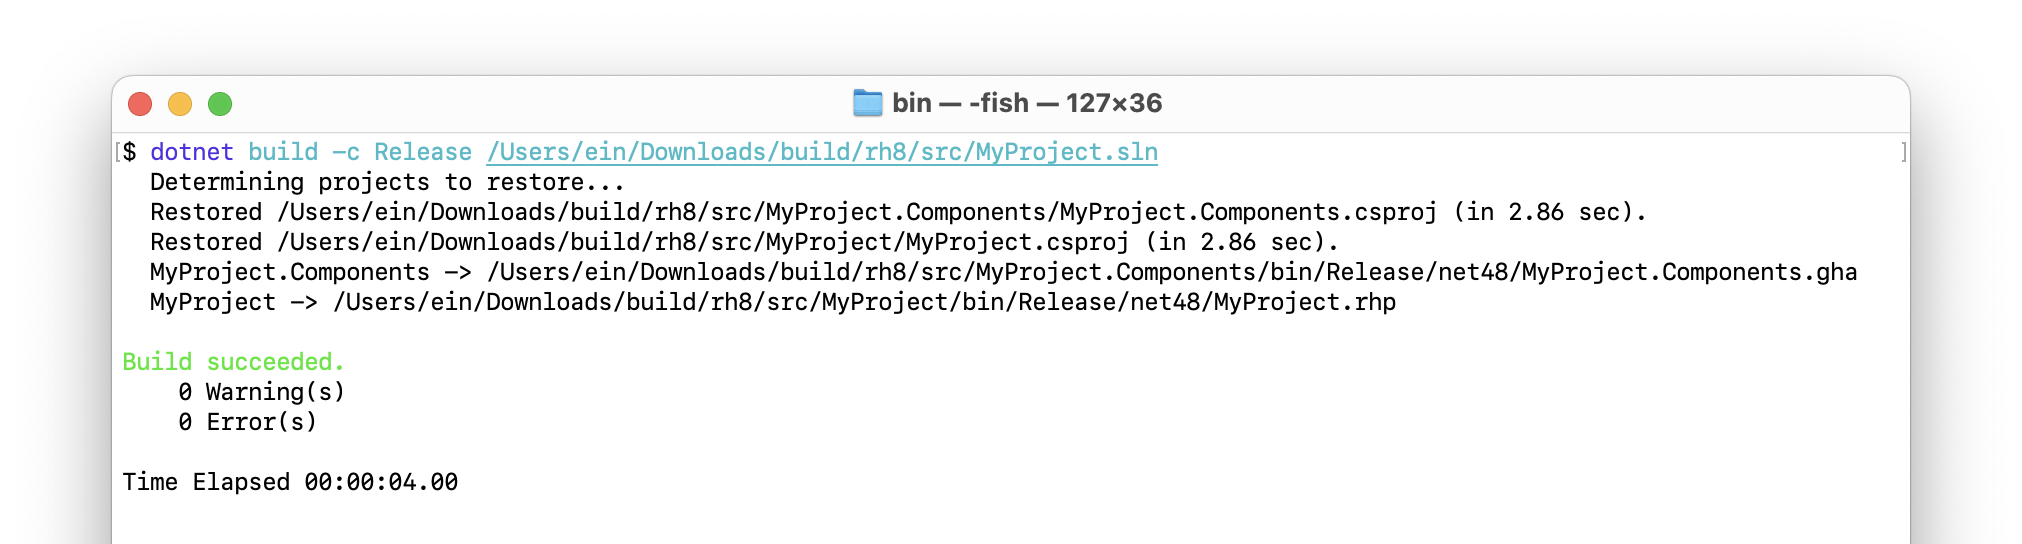 bin — -fish — 127×36
[$ dotnet build -c Release /Users/ein/Downloads/build/rh8/src/MyProject.sln ]
Determining projects to restore...
Restored /Users/ein/Downloads/build/rh8/src/MyProject.Components/MyProject.Components.csproj (in 2.86 sec).
Restored /Users/ein/Downloads/build/rh8/src/MyProject/MyProject.csproj (in 2.86 sec).
MyProject.Components -> /Users/ein/Downloads/build/rh8/src/MyProject.Components/bin/Release/net48/MyProject.Components.gha
MyProject -> /Users/ein/Downloads/build/rh8/src/MyProject/bin/Release/net48/MyProject.rhp
Build succeeded.
0 Warning(s)
0 Error(s)
Time Elapsed 00:00:04.00